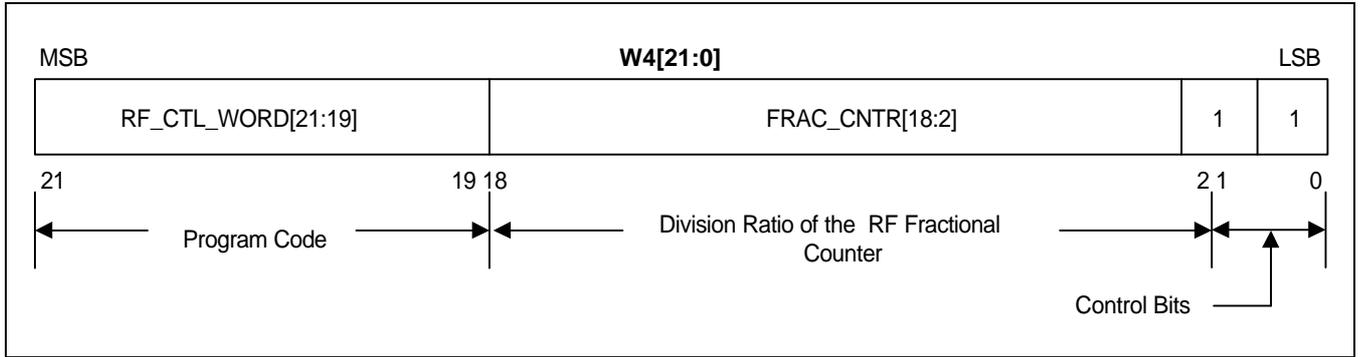 MSB W4[21:0] LSB
RF_CTL_WORD[21:19] FRAC_CNTR[18:2] 1 1
21 19 18 2 1 0
Program Code
Division Ratio of the RF Fractional
Counter
Control Bits